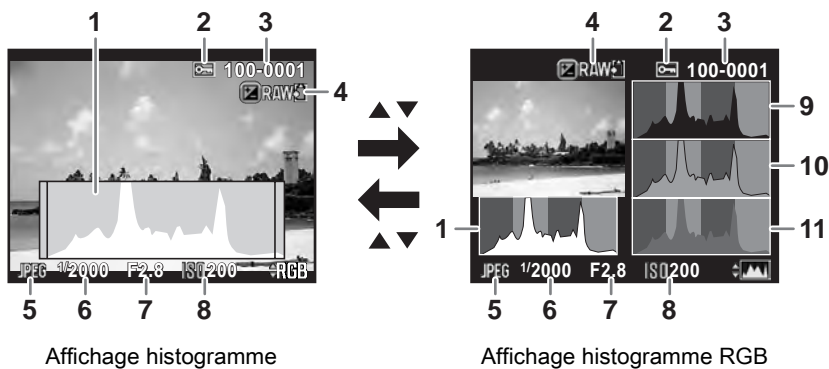 1 2 3
100-0001
RAW 4
JPEG 1/2000 F2.8 ISO200 RGB
5 6 7 8
Affichage histogramme
4 2 3
RAW 100-0001
9
10
1 11
JPEG 1/2000 F2.8 ISO200
5 6 7 8
Affichage histogramme RGB